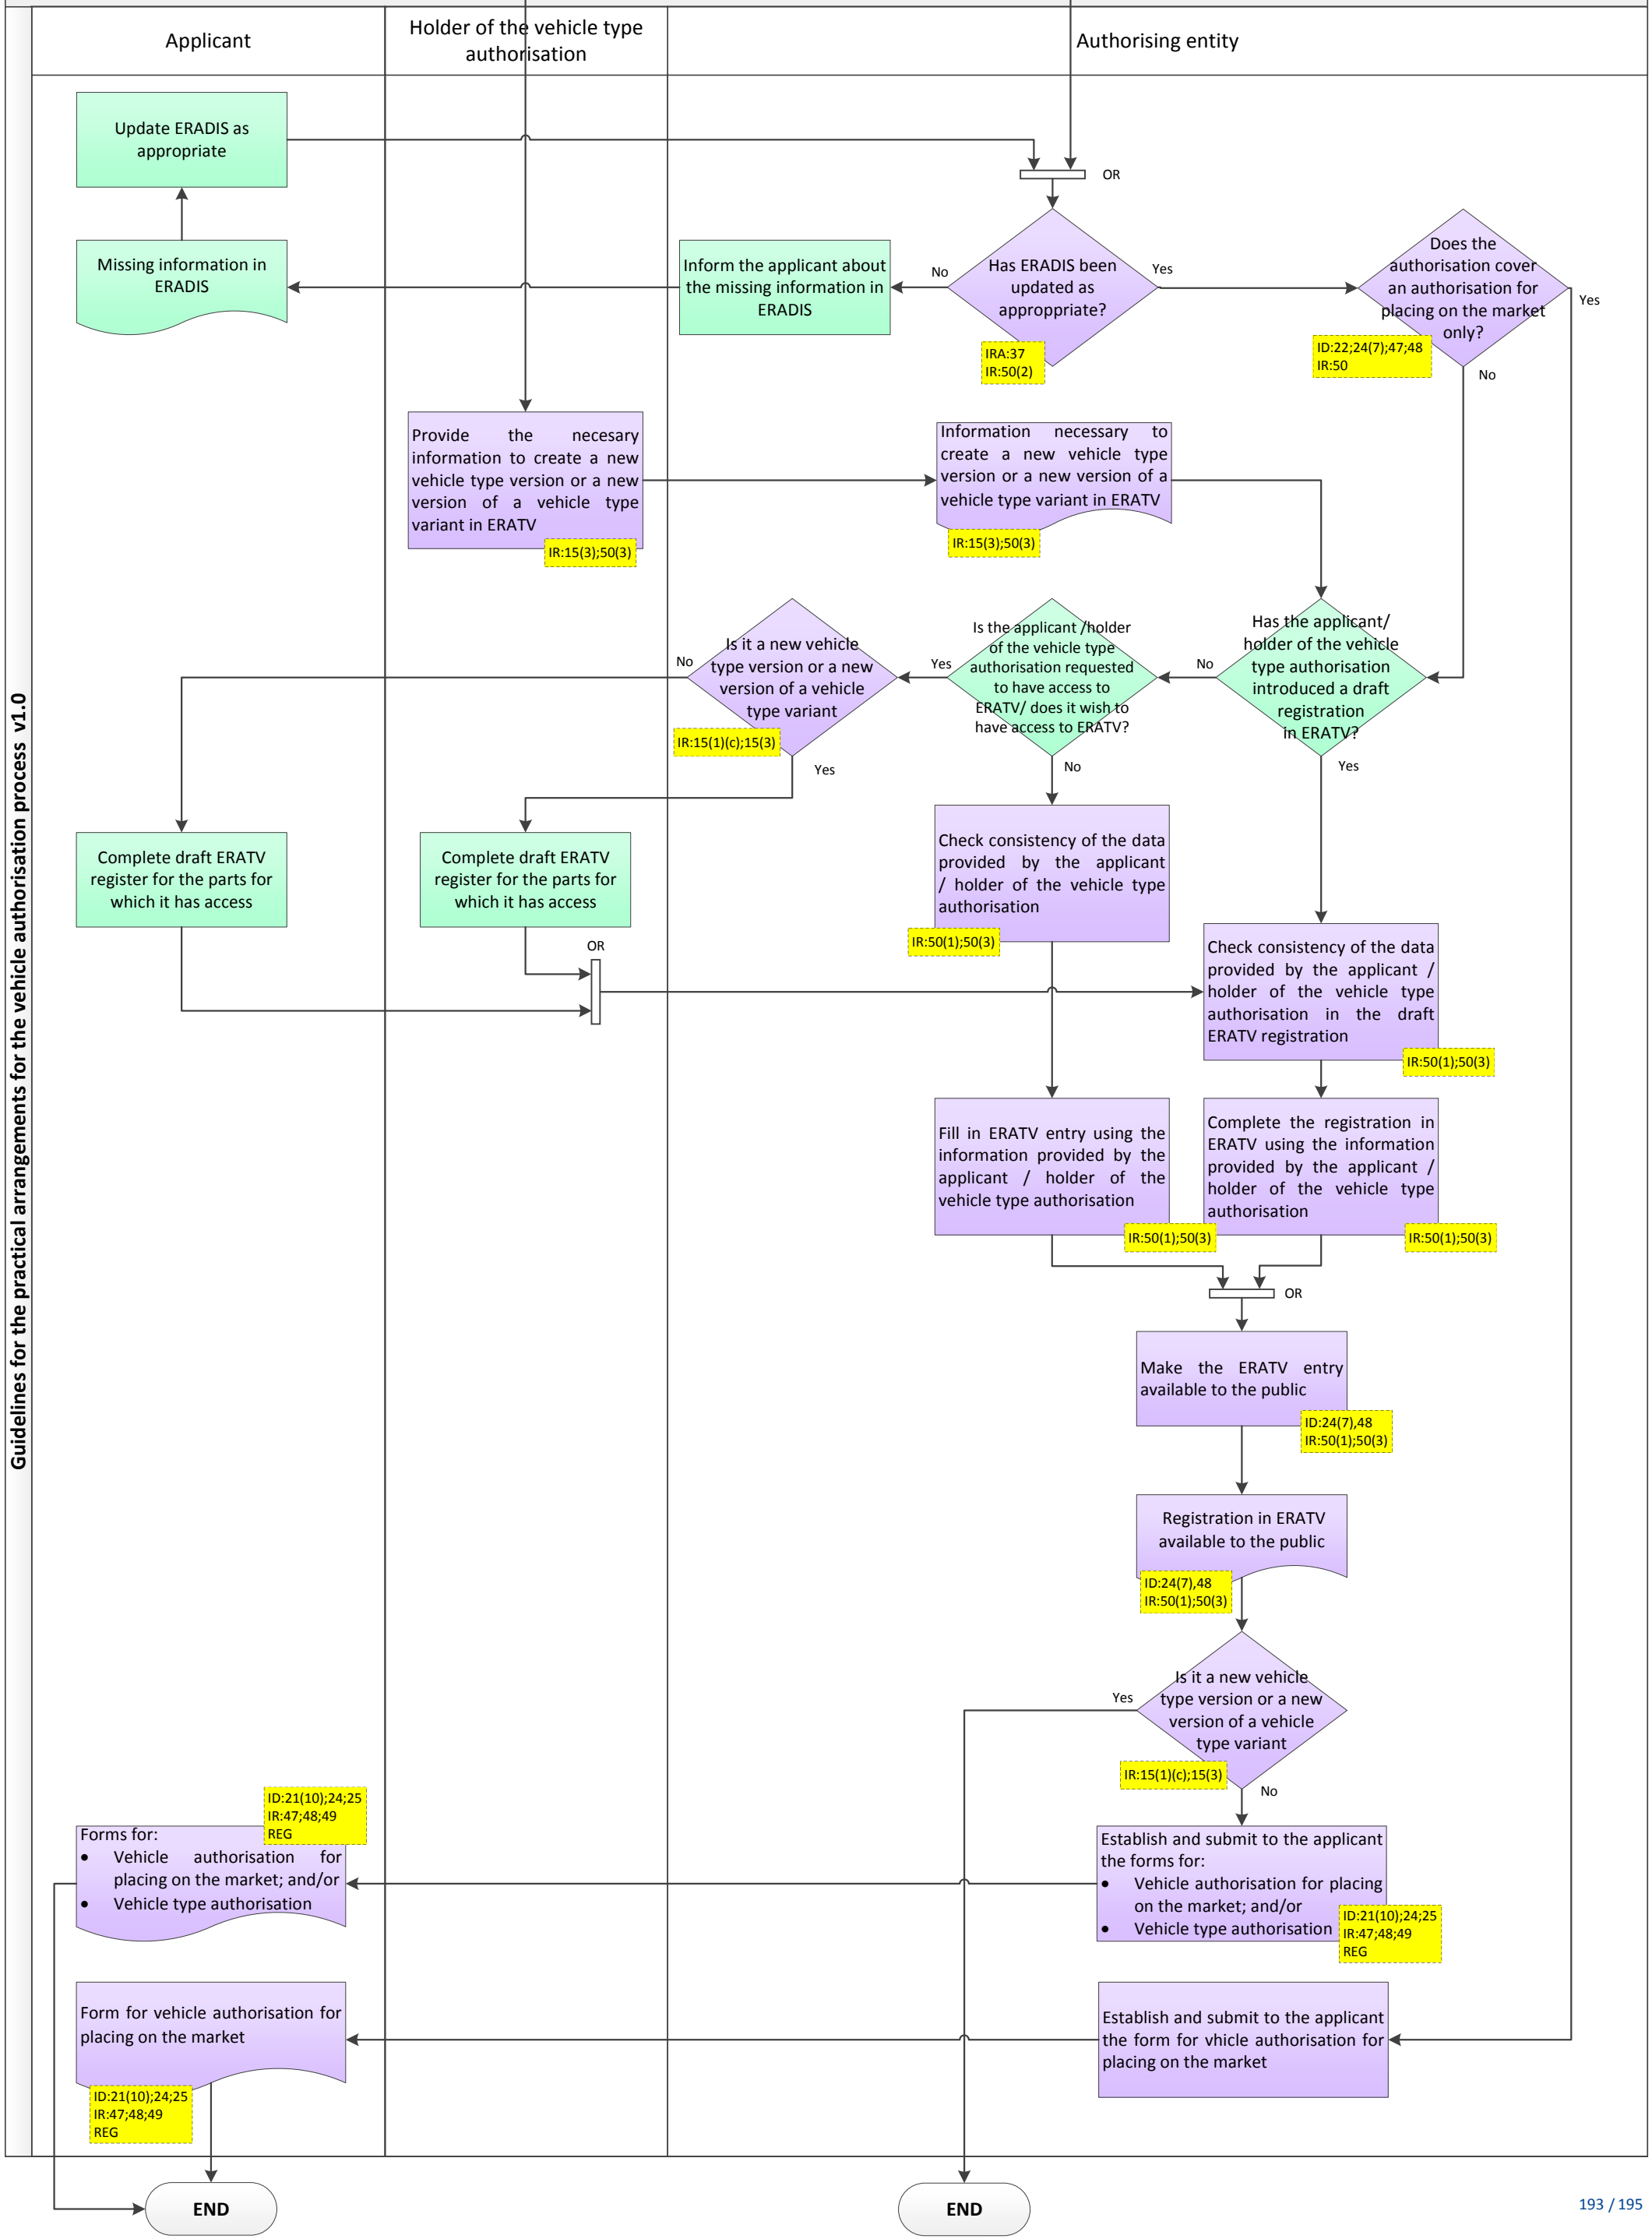 Guidelines for the practical arrangements for the vehicle authorisation process v1.0
Applicant
Holder of the vehicle type
authorisation
Authorising entity
Update ERADIS as
appropriate
OR
Missing information in
ERADIS
Inform the applicant about
the missing information in
ERADIS
No
Has ERADIS been
updated as
approppriate?
Yes
IRA:37
IR:50(2)
Does the
authorisation cover
an authorisation for
placing on the market
only?
Yes
ID:22;24(7);47;48
IR:50
No
Provide the necesary
information to create a new
vehicle type version or a new
version of a vehicle type
variant in ERATV
IR:15(3);50(3)
Information necessary to
create a new vehicle type
version or a new version of a
vehicle type variant in ERATV
IR:15(3);50(3)
No
Is it a new vehicle
type version or a new
version of a vehicle
type variant
IR:15(1)(c);15(3)
Yes
Yes
Is the applicant /holder
of the vehicle type
authorisation requested
to have access to
ERATV/ does it wish to
have access to ERATV?
No
No
Has the applicant/
holder of the vehicle
type authorisation
introduced a draft
registration
in ERATV?
Yes
Complete draft ERATV
register for the parts for
which it has access
Complete draft ERATV
register for the parts for
which it has access
OR
Check consistency of the data
provided by the applicant
/ holder of the vehicle type
authorisation
IR:50(1);50(3)
Check consistency of the data
provided by the applicant /
holder of the vehicle type
authorisation in the draft
ERATV registration
IR:50(1);50(3)
Fill in ERATV entry using the
information provided by the
applicant / holder of the
vehicle type authorisation
IR:50(1);50(3)
Complete the registration in
ERATV using the information
provided by the applicant /
holder of the vehicle type
authorisation
IR:50(1);50(3)
OR
Make the ERATV entry
available to the public
ID:24(7),48
IR:50(1);50(3)
Registration in ERATV
available to the public
ID:24(7),48
IR:50(1);50(3)
Yes
Is it a new vehicle
type version or a new
version of a vehicle
type variant
IR:15(1)(c);15(3)
No
ID:21(10);24;25
IR:47;48;49
REG
Forms for:
• Vehicle authorisation for
placing on the market; and/or
• Vehicle type authorisation
Establish and submit to the applicant
the forms for:
• Vehicle authorisation for placing
on the market; and/or
• Vehicle type authorisation
ID:21(10);24;25
IR:47;48;49
REG
Form for vehicle authorisation for
placing on the market
ID:21(10);24;25
IR:47;48;49
REG
Establish and submit to the applicant
the form for vhicle authorisation for
placing on the market
END
END
193 / 195